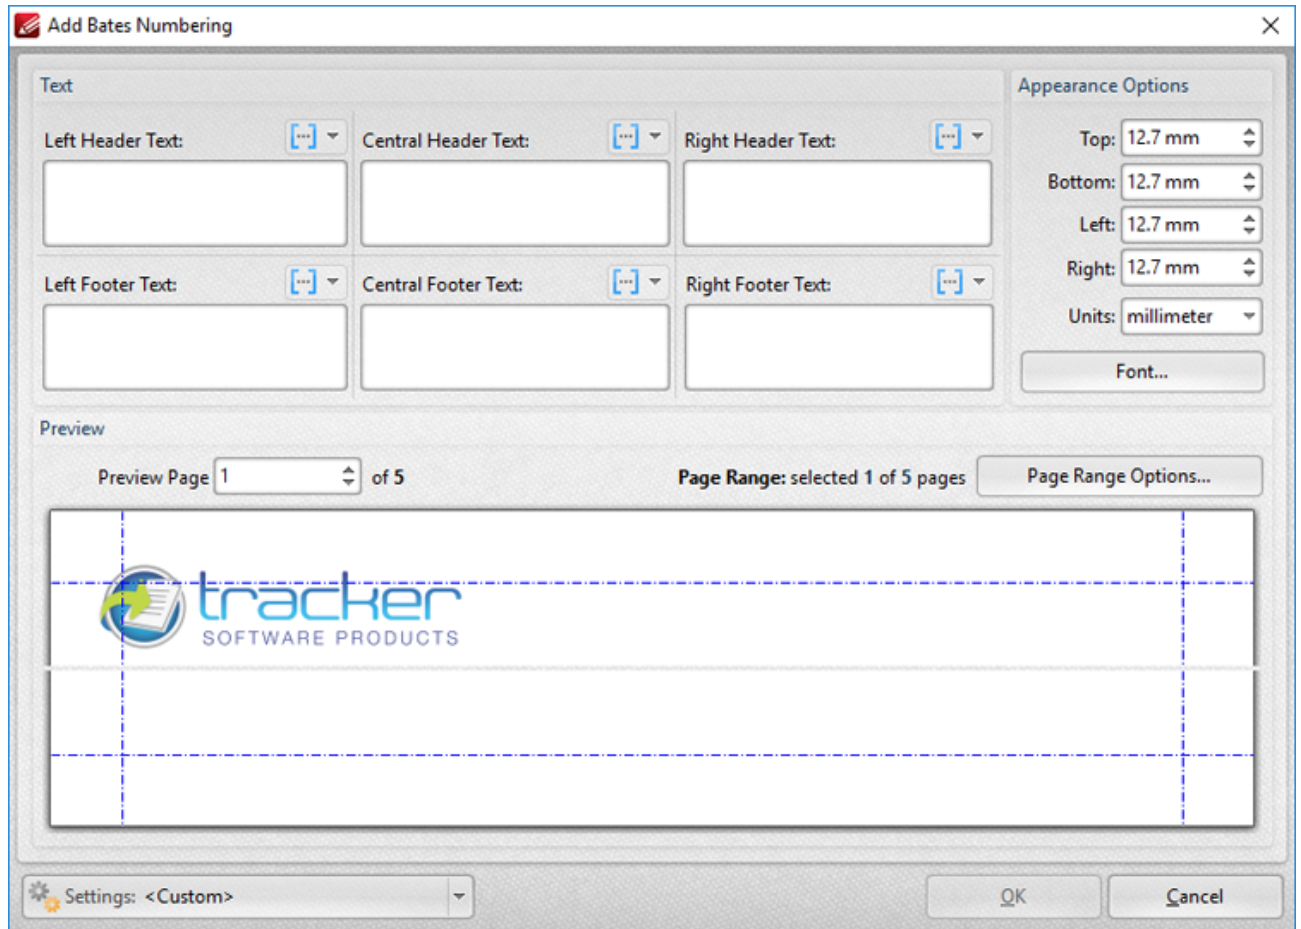 Add Bates Numbering
Text
Appearance Options
Left Header Text: Central Header Text: Right Header Text:
Top: 12.7 mm
Bottom: 12.7 mm
Left: 12.7 mm
Left Footer Text: Central Footer Text: Right Footer Text:
Right: 12.7 mm
Units: millimeter
Font...
Preview
Preview Page 1 of 5 Page Range: selected 1 of 5 pages Page Range Options...
tracker
SOFTWARE PRODUCTS
Settings: <Custom> OK Cancel